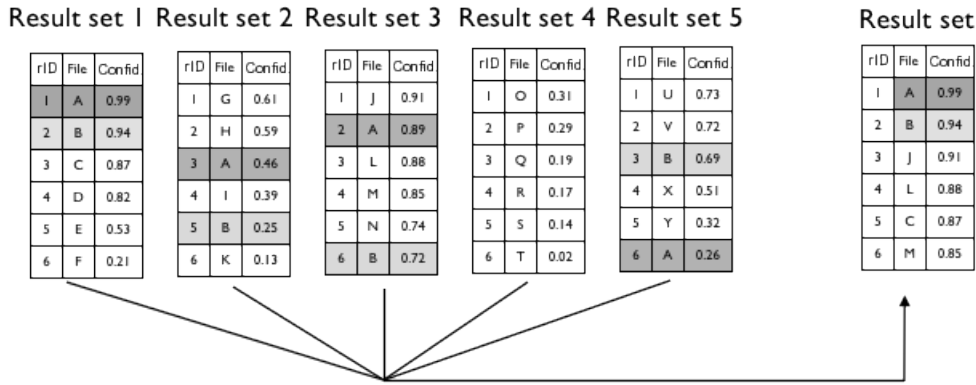 Result set 1 Result set 2 Result set 3 Result set 4 Result set 5 Result set
rID File Confid. rID File Confid. rID File Confid. rID File Confid. rID File Confid. rID File Confid.
1 A 0.99 1 G 0.61 1 J 0.91 1 O 0.31 1 U 0.73 1 A 0.99
2 B 0.94 2 H 0.59 2 A 0.89 2 P 0.29 2 V 0.72 2 B 0.94
3 C 0.87 3 A 0.46 3 L 0.88 3 Q 0.19 3 B 0.69 3 J 0.91
4 D 0.82 4 I 0.39 4 M 0.85 4 R 0.17 4 X 0.51 4 L 0.88
5 E 0.53 5 B 0.25 5 N 0.74 5 S 0.14 5 Y 0.32 5 C 0.87
6 F 0.21 6 K 0.13 6 B 0.72 6 T 0.02 6 A 0.26 6 M 0.85